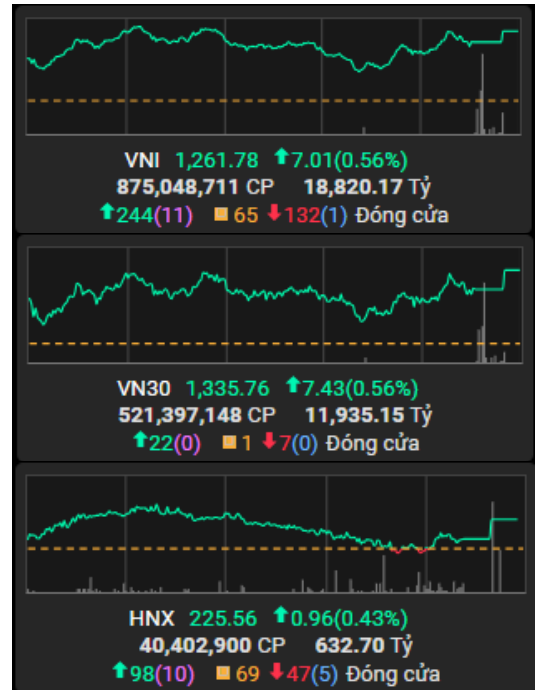 VNI 1,261.78 ⬆7.01(0.56%)
875,048,711 CP 18,820.17 Tỷ
⬆244(11) ■ 65 ⬇132(1) Đóng cửa
VN30 1,335.76 ⬆7.43(0.56%)
521,397,148 CP 11,935.15 Tỷ
⬆22(0) ■ 1 ⬇7(0) Đóng cửa
HNX 225.56 ⬆0.96(0.43%)
40,402,900 CP 632.70 Tỷ
⬆98(10) ■ 69 ⬇47(5) Đóng cửa